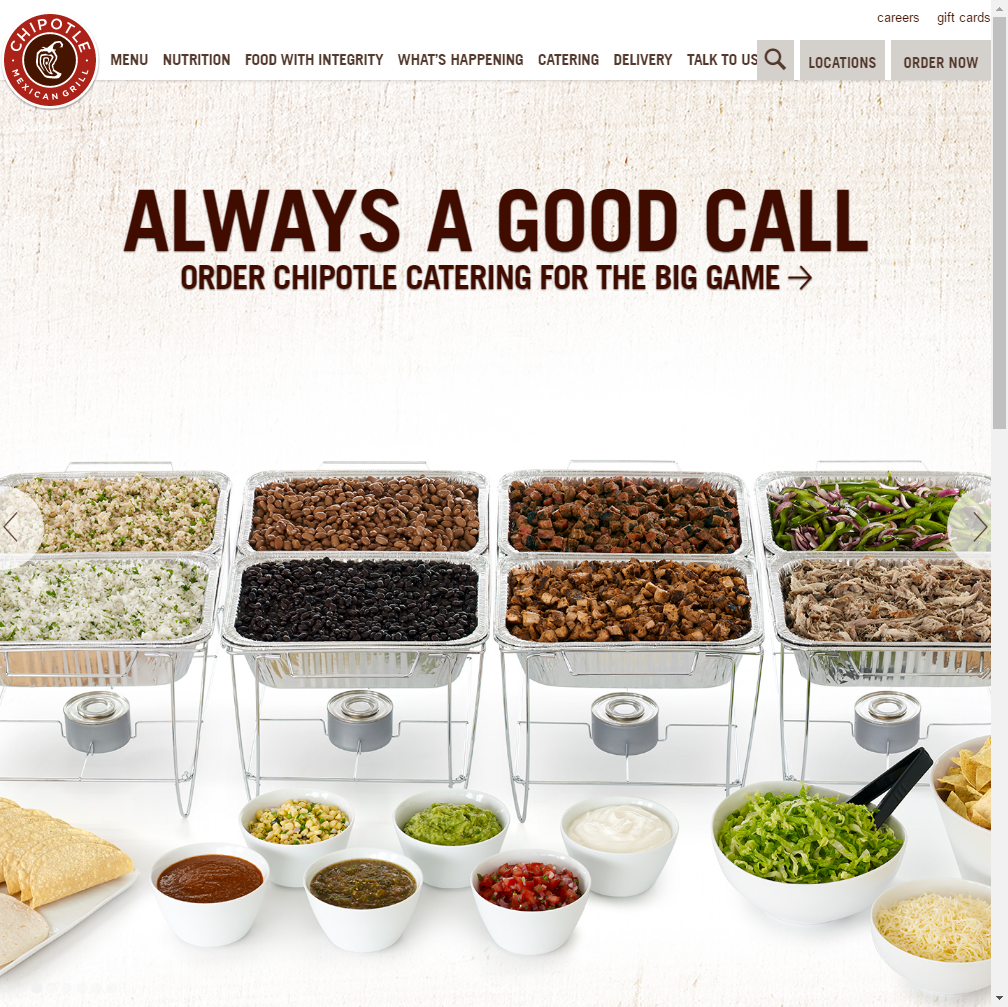 careers gift cards
CHIPOTLE
MEXICAN GRILL
MENU NUTRITION FOOD WITH INTEGRITY WHAT'S HAPPENING CATERING DELIVERY TALK TO US LOCATIONS ORDER NOW
ALWAYS A GOOD CALL
ORDER CHIPOTLE CATERING FOR THE BIG GAME